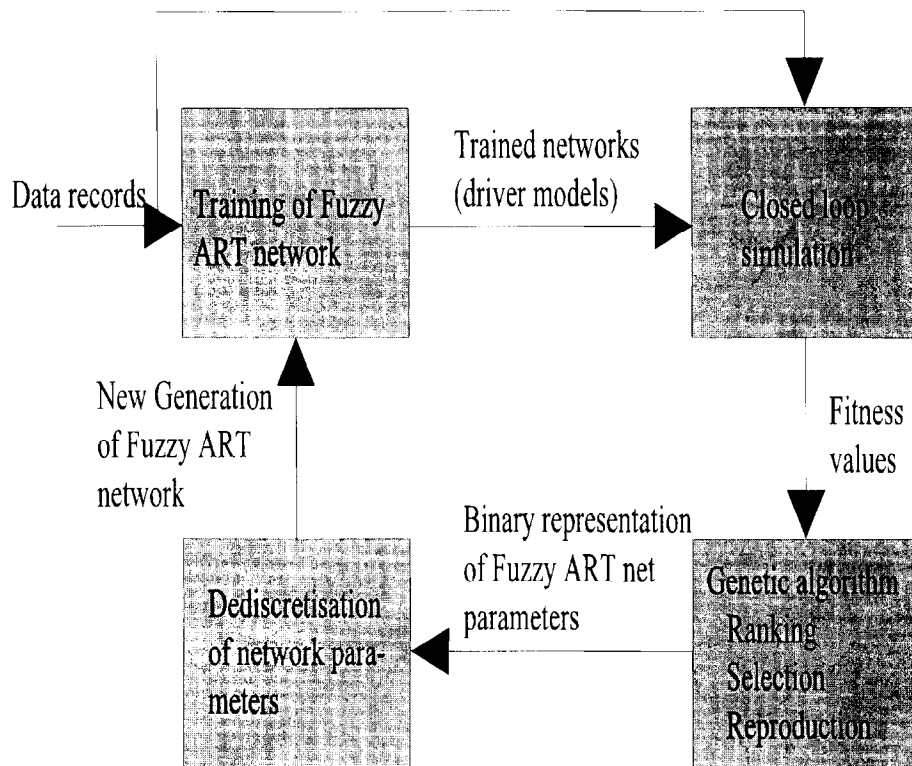 Data records
Training of Fuzzy
ART network
Trained networks
(driver models)
Closed loop
simulation
New Generation
of Fuzzy ART
network
Fitness
values
Binary representation
of Fuzzy ART net
parameters
Dediscretisation
of network para-
meters
Genetic algorithm
Ranking
Selection
Reproduction